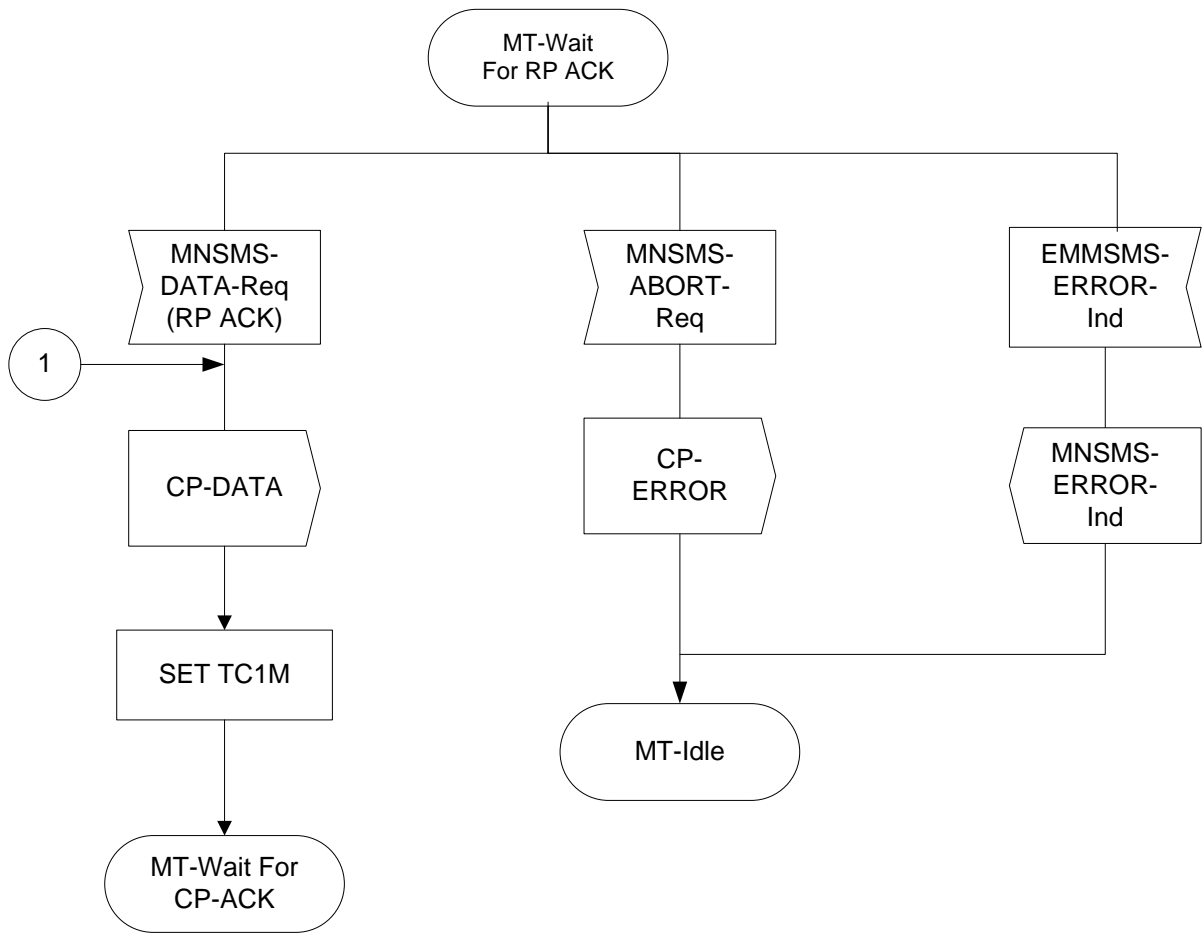 MT-Wait
For RP ACK
MNSMS-
DATA-Req
(RP ACK)
MNSMS-
ABORT-
Req
EMMSMS-
ERROR-
Ind
1
CP-DATA
CP-
ERROR
MNSMS-
ERROR-
Ind
SET TC1M
MT-Idle
MT-Wait For
CP-ACK